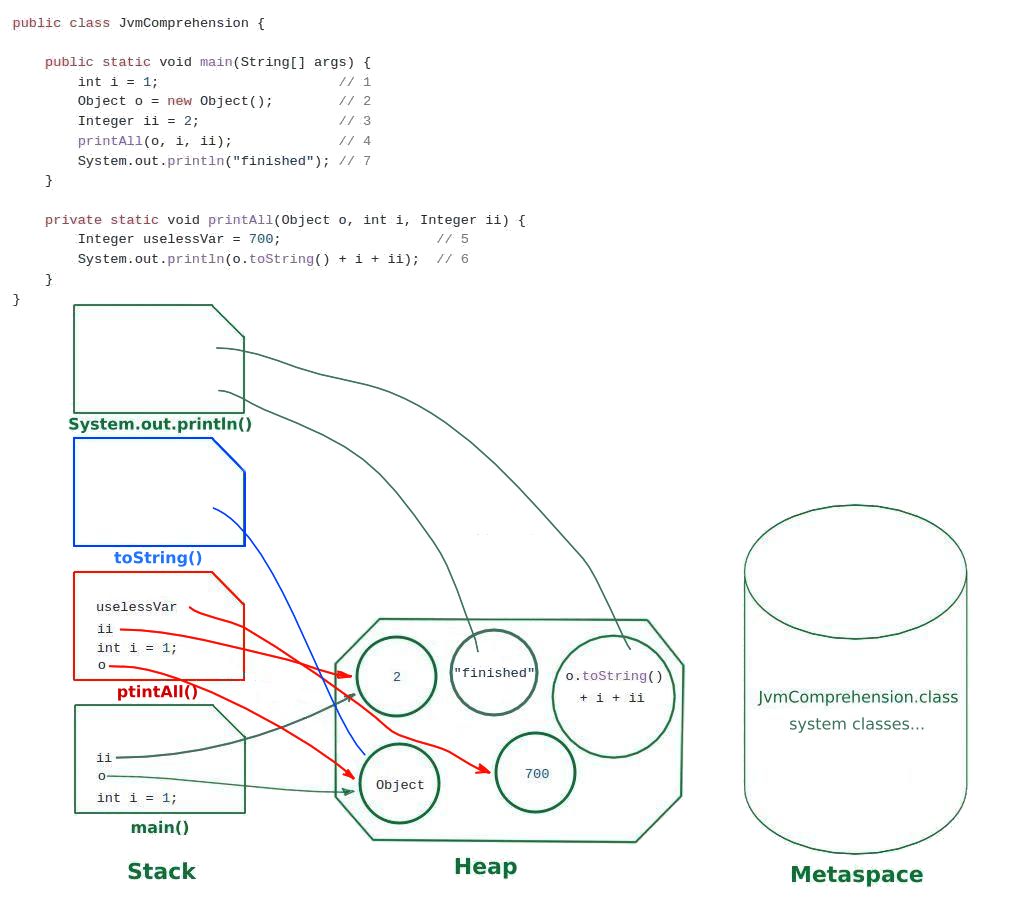 public class JvmComprehension {
public static void main(String[] args) {
int i = 1; // 1
Object o = new Object(); // 2
Integer ii = 2; // 3
printAll(o, i, ii); // 4
System.out.println("finished"); // 7
}
private static void printAll(Object o, int i, Integer ii) {
Integer uselessVar = 700; // 5
System.out.println(o.toString() + i + ii); // 6
}
}
System.out.println()
toString()
uselessVar
ii
int i = 1;
o
ptintAll()
ii
o
int i = 1;
main()
Stack
2
"finished"
o.toString()
+ i + ii
Object
700
Heap
JvmComprehension.class
system classes...
Metaspace